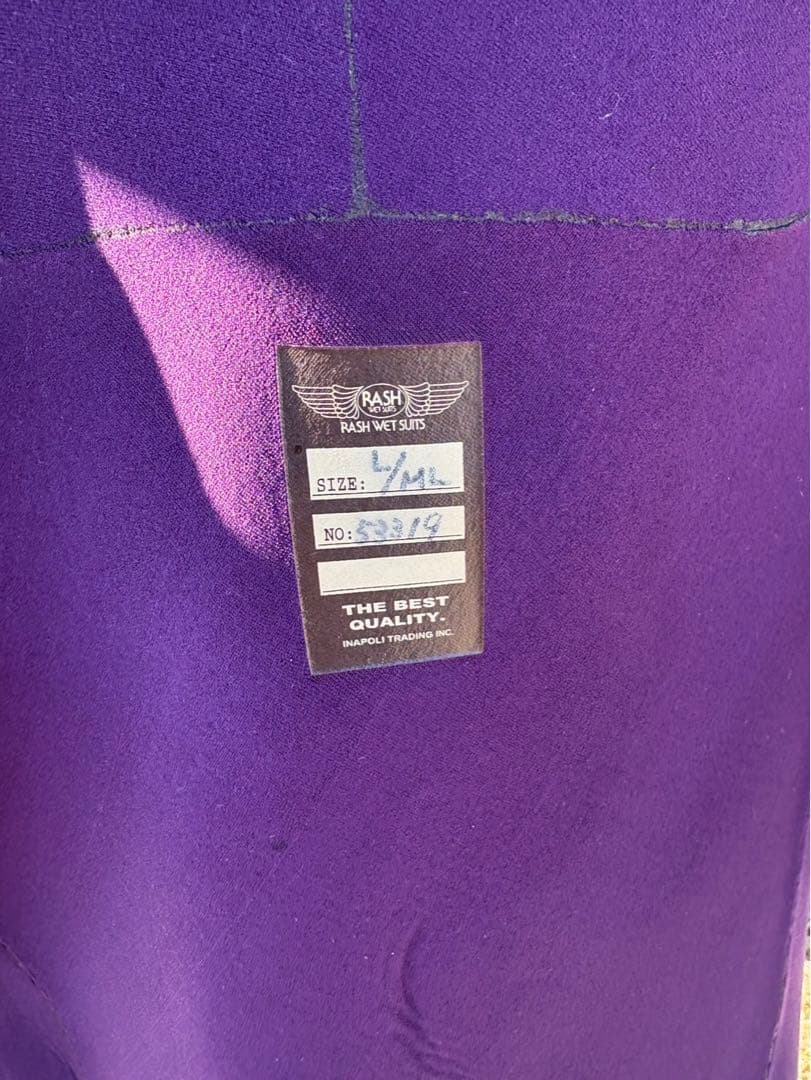 RASH
WET SUITS
RASH WET SUITS
SIZE: L/ML
NO: 53319
THE BEST
QUALITY.
INAPOLI TRADING INC.